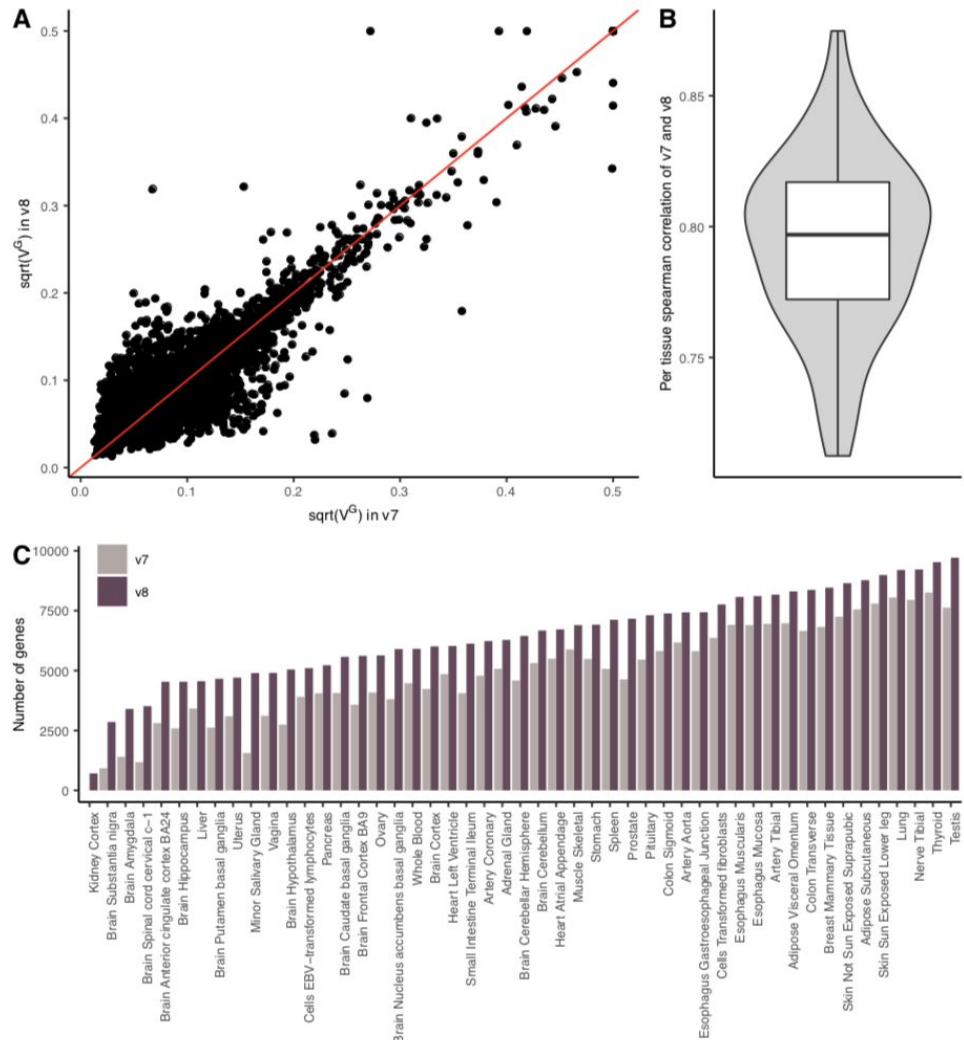 A
sqrt(V^G) in v8
0.5
0.4
0.3
0.2
0.1
0.0
0.0 0.1 0.2 0.3 0.4 0.5
sqrt(V^G) in v7
B
Per tissue spearman correlation of v7 and v8
0.85
0.80
0.75
C
v7
v8
Number of genes
10000
7500
5000
2500
0
Kidney Cortex
Brain Substantia nigra
Brain Amygdala
Brain Spinal cord cervical c−1
Brain Anterior cingulate cortex BA24
Brain Hippocampus
Liver
Brain Putamen basal ganglia
Uterus
Minor Salivary Gland
Vagina
Brain Hypothalamus
Cells EBV−transformed lymphocytes
Pancreas
Brain Caudate basal ganglia
Brain Frontal Cortex BA9
Ovary
Brain Nucleus accumbens basal ganglia
Whole Blood
Brain Cortex
Heart Left Ventricle
Small Intestine Terminal Ileum
Artery Coronary
Adrenal Gland
Brain Cerebellar Hemisphere
Brain Cerebellum
Heart Atrial Appendage
Muscle Skeletal
Stomach
Spleen
Prostate
Pituitary
Colon Sigmoid
Artery Aorta
Esophagus Gastroesophageal Junction
Cells Transformed fibroblasts
Esophagus Muscularis
Esophagus Mucosa
Artery Tibial
Adipose Visceral Omentum
Colon Transverse
Breast Mammary Tissue
Skin Not Sun Exposed Suprapubic
Adipose Subcutaneous
Skin Sun Exposed Lower leg
Lung
Nerve Tibial
Thyroid
Testis